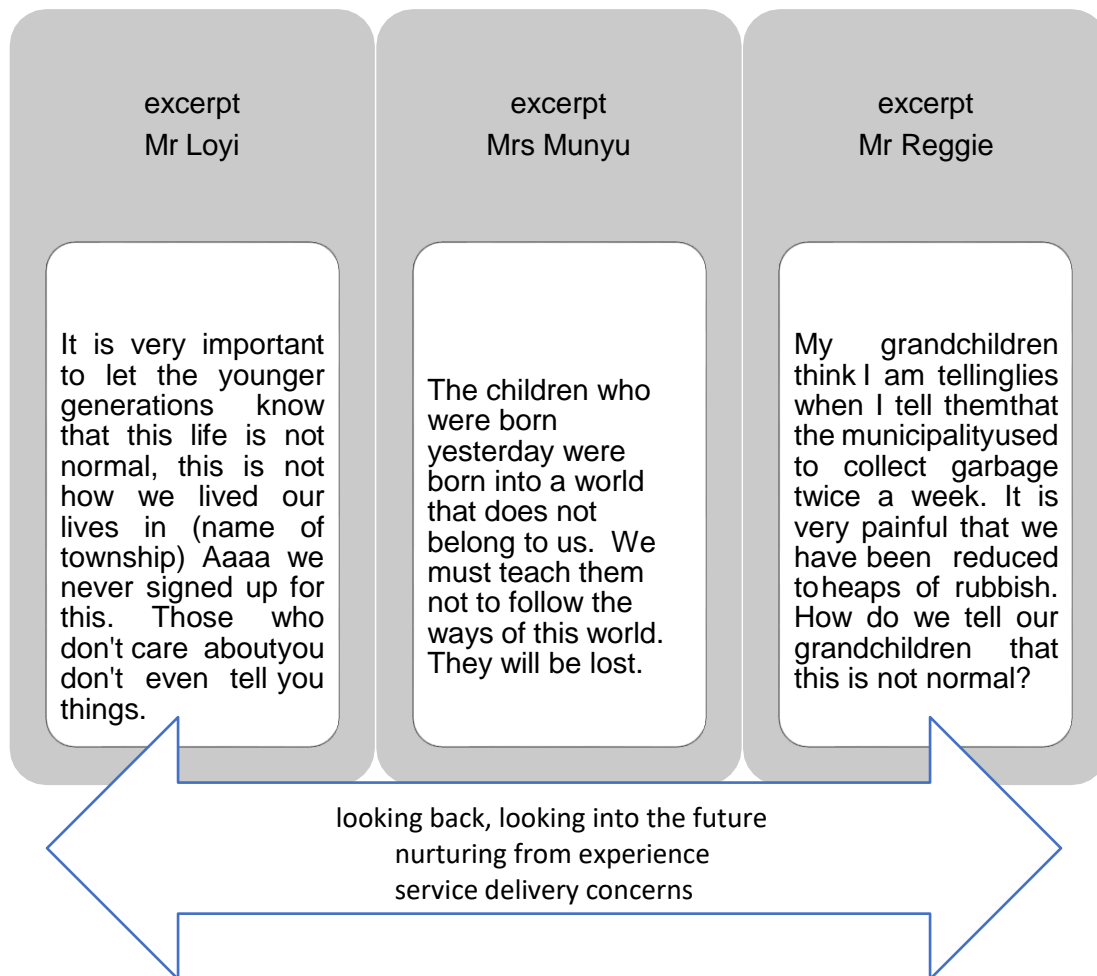 excerpt
Mr Loyi
It is very important
to let the younger
generations know
that this life is not
normal, this is not
how we lived our
lives in (name of
township) Aaaa we
never signed up for
this. Those who
don't care aboutyou
don't even tell you
things.
excerpt
Mrs Munyu
The children who
were born
yesterday were
born into a world
that does not
belong to us. We
must teach them
not to follow the
ways of this world.
They will be lost.
excerpt
Mr Reggie
My grandchildren
think I am tellinglies
when I tell themthat
the municipalityused
to collect garbage
twice a week. It is
very painful that we
have been reduced
toheaps of rubbish.
How do we tell our
grandchildren that
this is not normal?
looking back, looking into the future
nurturing from experience
service delivery concerns